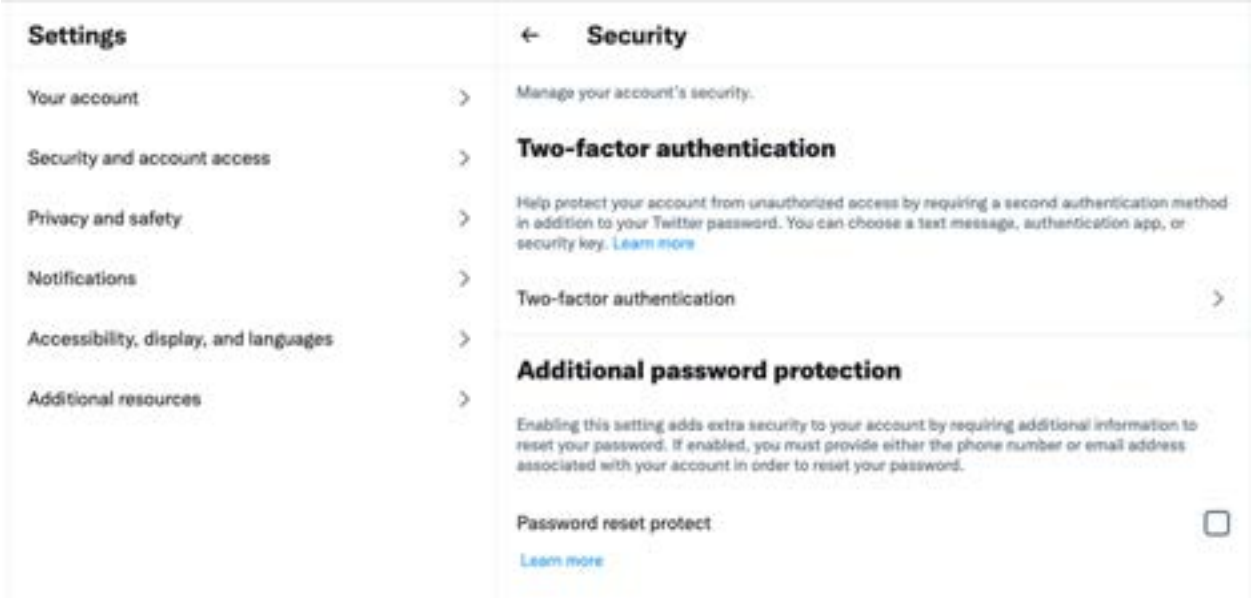 Settings
Your account
Security and account access
Privacy and safety
Notifications
Accessibility, display, and languages
Additional resources
Security
Manage your account's security.
Two-factor authentication
Help protect your account from unauthorized access by requiring a second authentication method
in addition to your Twitter password. You can choose a text message, authentication app, or
security key. Learn more
Two-factor authentication
Additional password protection
Enabling this setting adds extra security to your account by requiring additional information to
reset your password. If enabled, you must provide either the phone number or email address
associated with your account in order to reset your password.
Password reset protect
Learn more